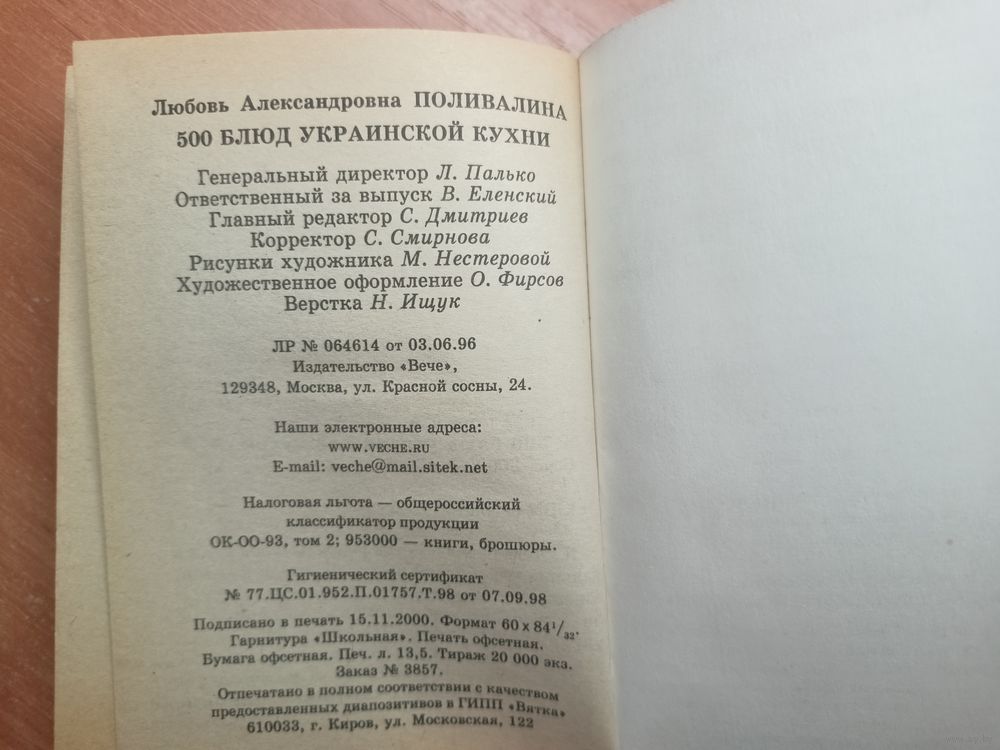 Любовь Александровна ПОЛИВАЛИНА
500 БЛЮД УКРАИНСКОЙ КУХНИ
Генеральный директор Л. Палько
Ответственный за выпуск В. Еленский
Главный редактор С. Дмитриев
Корректор С. Смирнова
Рисунки художника М. Нестеровой
Художественное оформление О. Фирсов
Верстка Н. Ищук
ЛР № 064614 от 03.06.96
Издательство «Вече»,
129348, Москва, ул. Красной сосны, 24.
Наши электронные адреса:
WWW.VECHE.RU
E-mail: veche@mail.sitek.net
Налоговая льгота — общероссийский
классификатор продукции
ОК-ОО-93, том 2; 953000 — книги, брошюры.
Гигиенический сертификат
№ 77.ЦС.01.952.П.01757.Т.98 от 07.09.98
Подписано в печать 15.11.2000. Формат 60 x 84 1/32.
Гарнитура «Школьная». Печать офсетная.
Бумага офсетная. Печ. л. 13,5. Тираж 20 000 экз.
Заказ № 3857.
Отпечатано в полном соответствии с качеством
предоставленных диапозитивов в ГИПП «Вятка»
610033, г. Киров, ул. Московская, 122